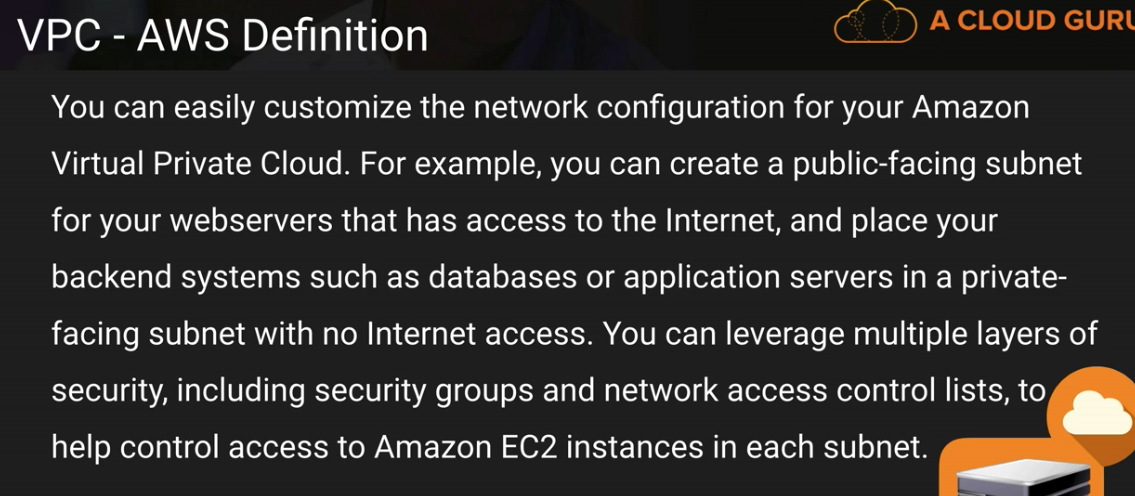 VPC - AWS Definition
A CLOUD GURU
You can easily customize the network configuration for your Amazon
Virtual Private Cloud. For example, you can create a public-facing subnet
for your webservers that has access to the Internet, and place your
backend systems such as databases or application servers in a private-
facing subnet with no Internet access. You can leverage multiple layers of
security, including security groups and network access control lists, to
help control access to Amazon EC2 instances in each subnet.